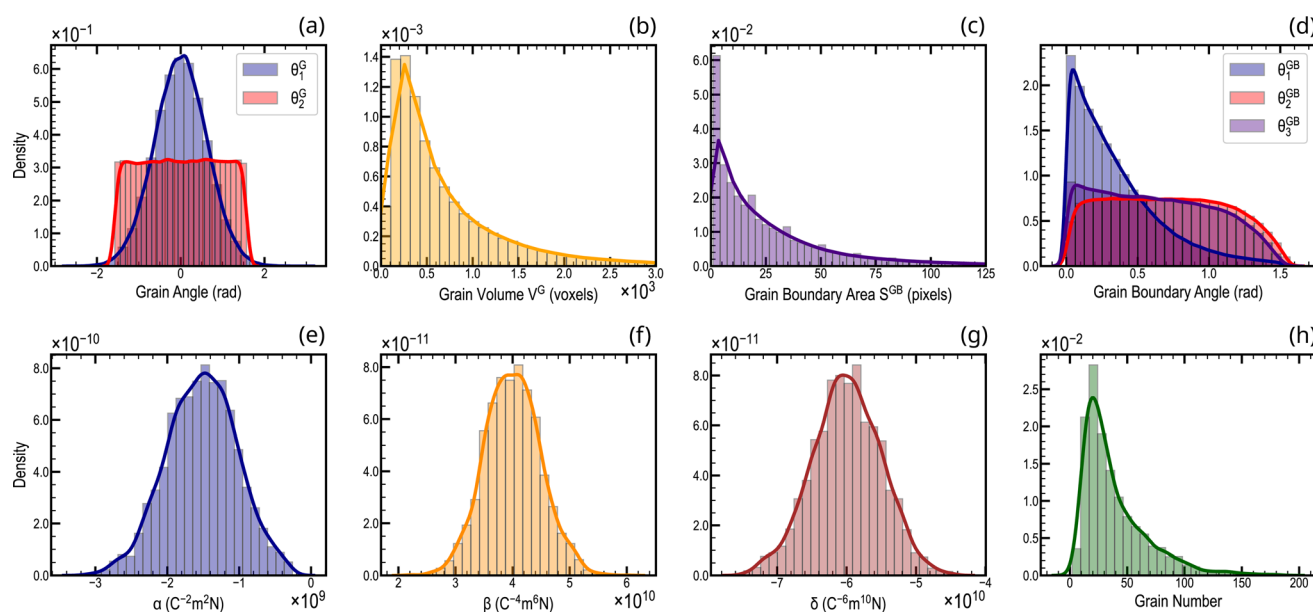 (a)
×10⁻¹
θ₁ᴳ
θ₂ᴳ
Density
0.0 1.0 2.0 3.0 4.0 5.0 6.0
−2 0 2
Grain Angle (rad)
(b)
×10⁻³
0.0 0.2 0.4 0.6 0.8 1.0 1.2 1.4
0.0 0.5 1.0 1.5 2.0 2.5 3.0
Grain Volume Vᴳ (voxels)
×10³
(c)
×10⁻²
0.0 1.0 2.0 3.0 4.0 5.0 6.0
0 25 50 75 100 125
Grain Boundary Area Sᴳᴮ (pixels)
(d)
θ₁ᴳᴮ
θ₂ᴳᴮ
θ₃ᴳᴮ
0.0 0.5 1.0 1.5 2.0
0.0 0.5 1.0 1.5
Grain Boundary Angle (rad)
(e)
×10⁻¹⁰
Density
0.0 2.0 4.0 6.0 8.0
−3 −2 −1 0
α (C⁻²m²N)
×10⁹
(f)
×10⁻¹¹
0.0 2.0 4.0 6.0 8.0
2 3 4 5 6
β (C⁻⁴m⁶N)
×10¹⁰
(g)
×10⁻¹¹
0.0 2.0 4.0 6.0 8.0
−7 −6 −5 −4
δ (C⁻⁶m¹⁰N)
×10¹⁰
(h)
×10⁻²
0.0 0.5 1.0 1.5 2.0 2.5
0 50 100 150 200
Grain Number